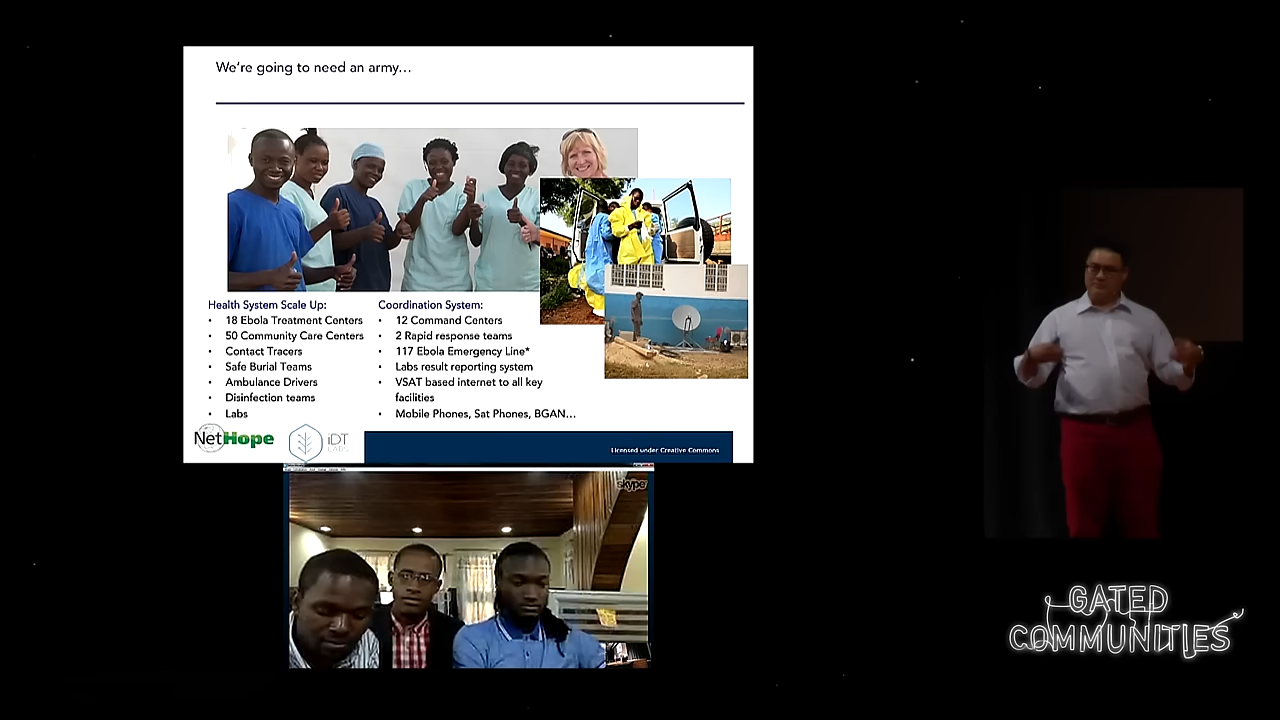 We're going to need an army…
Health System Scale Up:
• 18 Ebola Treatment Centers
• 50 Community Care Centers
• Contact Tracers
• Safe Burial Teams
• Ambulance Drivers
• Disinfection teams
• Labs
Coordination System:
• 12 Command Centers
• 2 Rapid response teams
• 117 Ebola Emergency Line*
• Labs result reporting system
• VSAT based internet to all key
facilities
• Mobile Phones, Sat Phones, BGAN…
NetHope
iDT
LABS
Licensed under Creative Commons
skype
GATED
COMMUNITIES